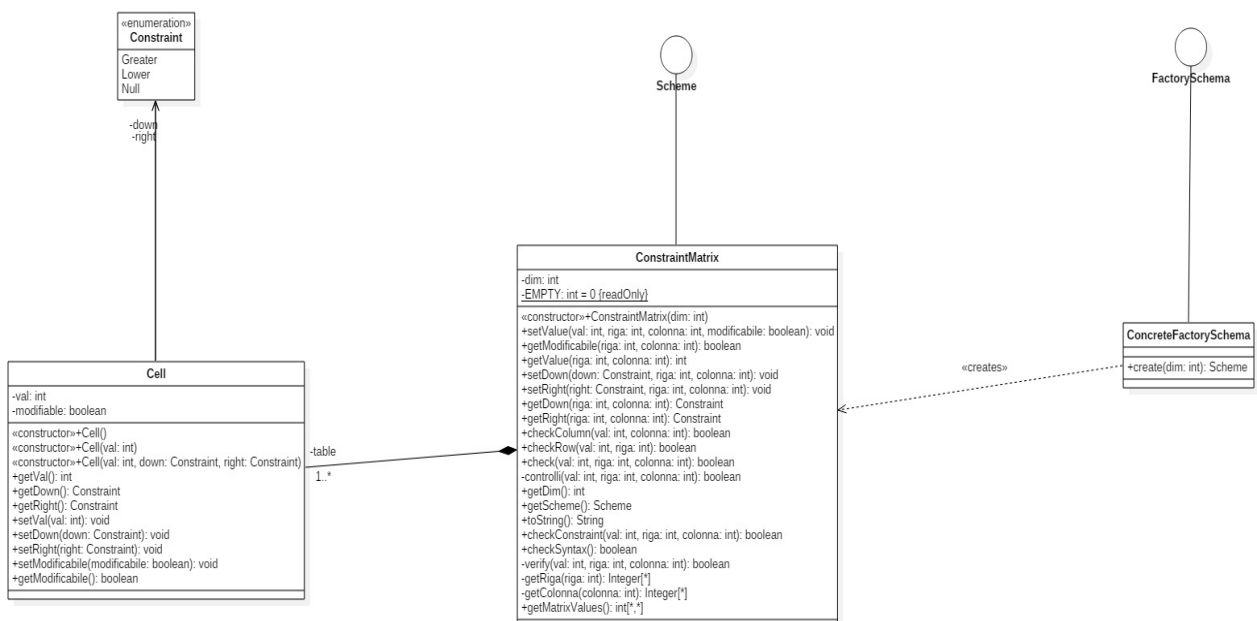 «enumeration»
Constraint
Greater
Lower
Null
-down
-right
Scheme
FactorySchema
ConstraintMatrix
-dim: int
-EMPTY: int = 0 {readOnly}
«constructor»+ConstraintMatrix(dim: int)
+setValue(val: int, riga: int, colonna: int, modificabile: boolean): void
+getModificabile(riga: int, colonna: int): boolean
+getValue(riga: int, colonna: int): int
+setDown(down: Constraint, riga: int, colonna: int): void
+setRight(right: Constraint, riga: int, colonna: int): void
+getDown(riga: int, colonna: int): Constraint
+getRight(riga: int, colonna: int): Constraint
+checkColumn(val: int, colonna: int): boolean
+checkRow(val: int, riga: int): boolean
+check(val: int, riga: int, colonna: int): boolean
-controlli(val: int, riga: int, colonna: int): boolean
+getDim(): int
+getScheme(): Scheme
+toString(): String
+checkConstraint(val: int, riga: int, colonna: int): boolean
+checkSyntax(): boolean
-verify(val: int, riga: int, colonna: int): boolean
-getRiga(riga: int): Integer[*]
-getColonna(colonna: int): Integer[*]
+getMatrixValues(): int[*,*]
ConcreteFactorySchema
+create(dim: int): Scheme
«creates»
Cell
-val: int
-modifiable: boolean
«constructor»+Cell()
«constructor»+Cell(val: int)
«constructor»+Cell(val: int, down: Constraint, right: Constraint)
+getVal(): int
+getDown(): Constraint
+getRight(): Constraint
+setVal(val: int): void
+setDown(down: Constraint): void
+setRight(right: Constraint): void
+setModificabile(modificabile: boolean): void
+getModificabile(): boolean
-table
1..*